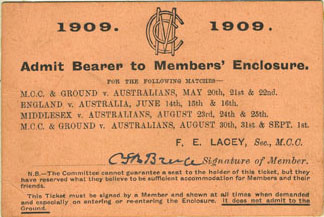 1909. MCC 1909.
Admit Bearer to Members' Enclosure.
FOR THE FOLLOWING MATCHES—
M.C.C. & GROUND v. AUSTRALIANS, MAY 20th, 21st & 22nd.
ENGLAND v. AUSTRALIA, JUNE 14th, 15th & 16th.
MIDDLESEX v. AUSTRALIANS, AUGUST 23rd, 24th & 25th.
M.C.C. & GROUND v. AUSTRALIANS, AUGUST 30th, 31st & SEPT. 1st.
F. E. LACEY, Sec., M.C.C.
Bruce Signature of Member.
N.B.—The Committee cannot guarantee a seat to the holder of this ticket, but they
have reserved what they believe to be sufficient accommodation for Members and their
friends.
This Ticket must be signed by a Member and shown at all times when demanded
and especially on entering or re-entering the Enclosure. It does not admit to the
Ground.